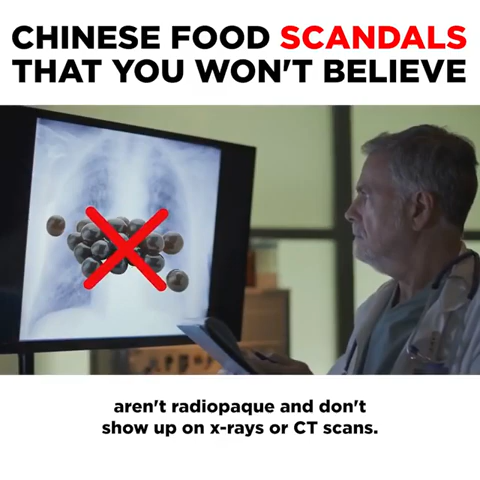 CHINESE FOOD SCANDALS
THAT YOU WON'T BELIEVE
aren't radiopaque and don't
show up on x-rays or CT scans.